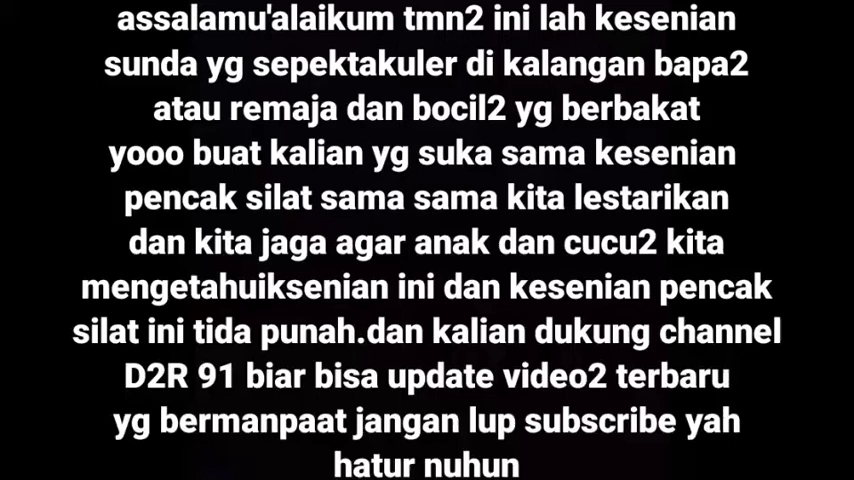 assalamu'alaikum tmn2 ini lah kesenian
sunda yg sepektakuler di kalangan bapa2
atau remaja dan bocil2 yg berbakat
yooo buat kalian yg suka sama kesenian
pencak silat sama sama kita lestarikan
dan kita jaga agar anak dan cucu2 kita
mengetahuiksenian ini dan kesenian pencak
silat ini tida punah.dan kalian dukung channel
D2R 91 biar bisa update video2 terbaru
yg bermanpaat jangan lup subscribe yah
hatur nuhun